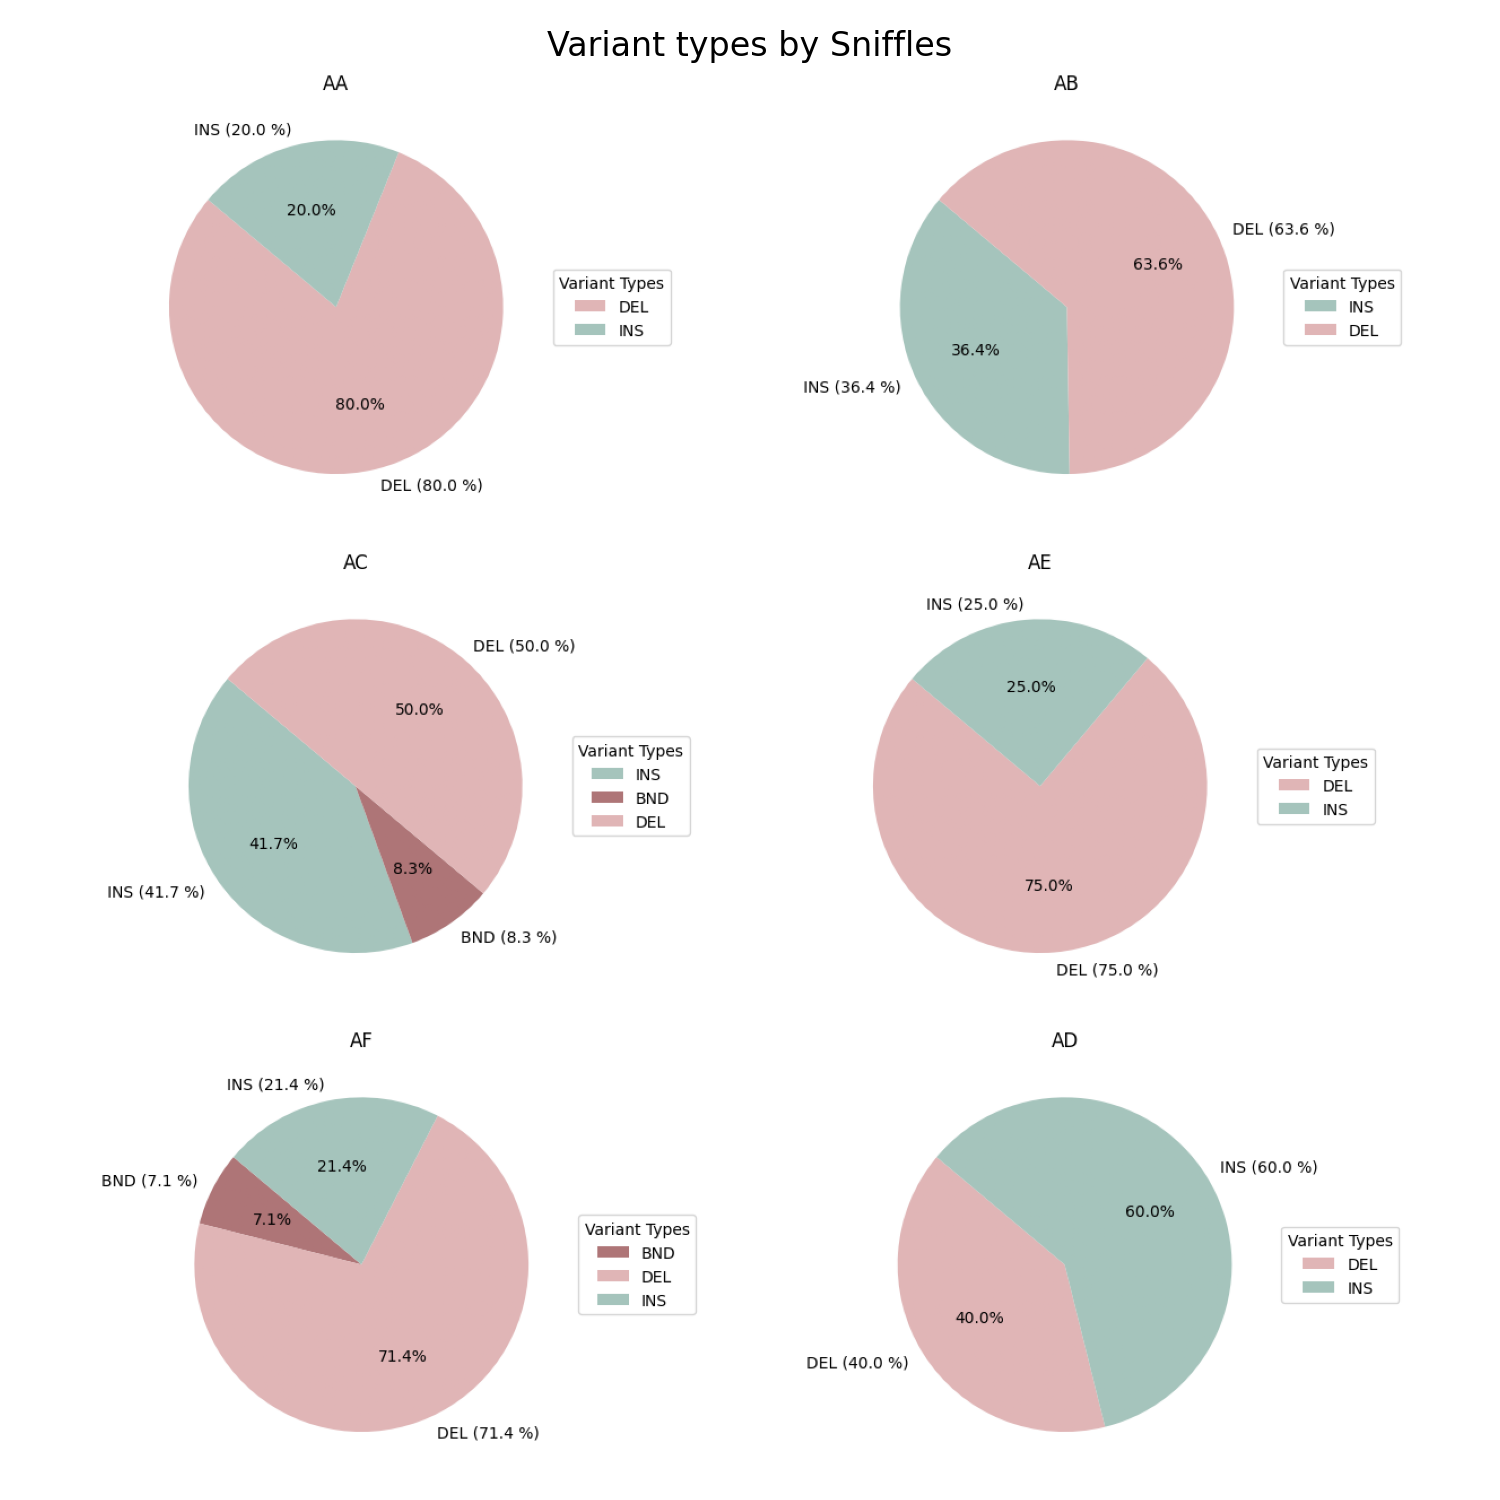 Variant types by Sniffles
AA
INS (20.0 %)
20.0%
80.0%
DEL (80.0 %)
Variant Types
DEL
INS
AB
DEL (63.6 %)
63.6%
36.4%
INS (36.4 %)
Variant Types
INS
DEL
AC
DEL (50.0 %)
50.0%
41.7%
8.3%
INS (41.7 %)
BND (8.3 %)
Variant Types
INS
BND
DEL
AE
INS (25.0 %)
25.0%
75.0%
DEL (75.0 %)
Variant Types
DEL
INS
AF
INS (21.4 %)
21.4%
BND (7.1 %)
7.1%
71.4%
DEL (71.4 %)
Variant Types
BND
DEL
INS
AD
INS (60.0 %)
60.0%
40.0%
DEL (40.0 %)
Variant Types
DEL
INS